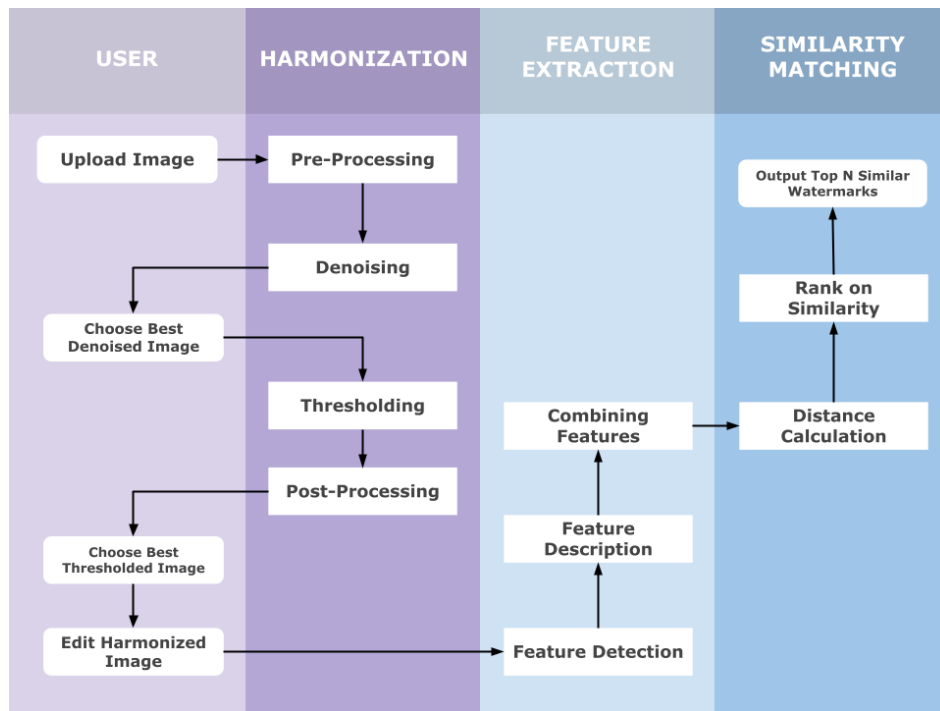 USER
HARMONIZATION
FEATURE
EXTRACTION
SIMILARITY
MATCHING
Upload Image
Pre-Processing
Denoising
Choose Best
Denoised Image
Thresholding
Post-Processing
Choose Best
Thresholded Image
Edit Harmonized
Image
Feature Detection
Feature
Description
Combining
Features
Distance
Calculation
Rank on
Similarity
Output Top N Similar
Watermarks